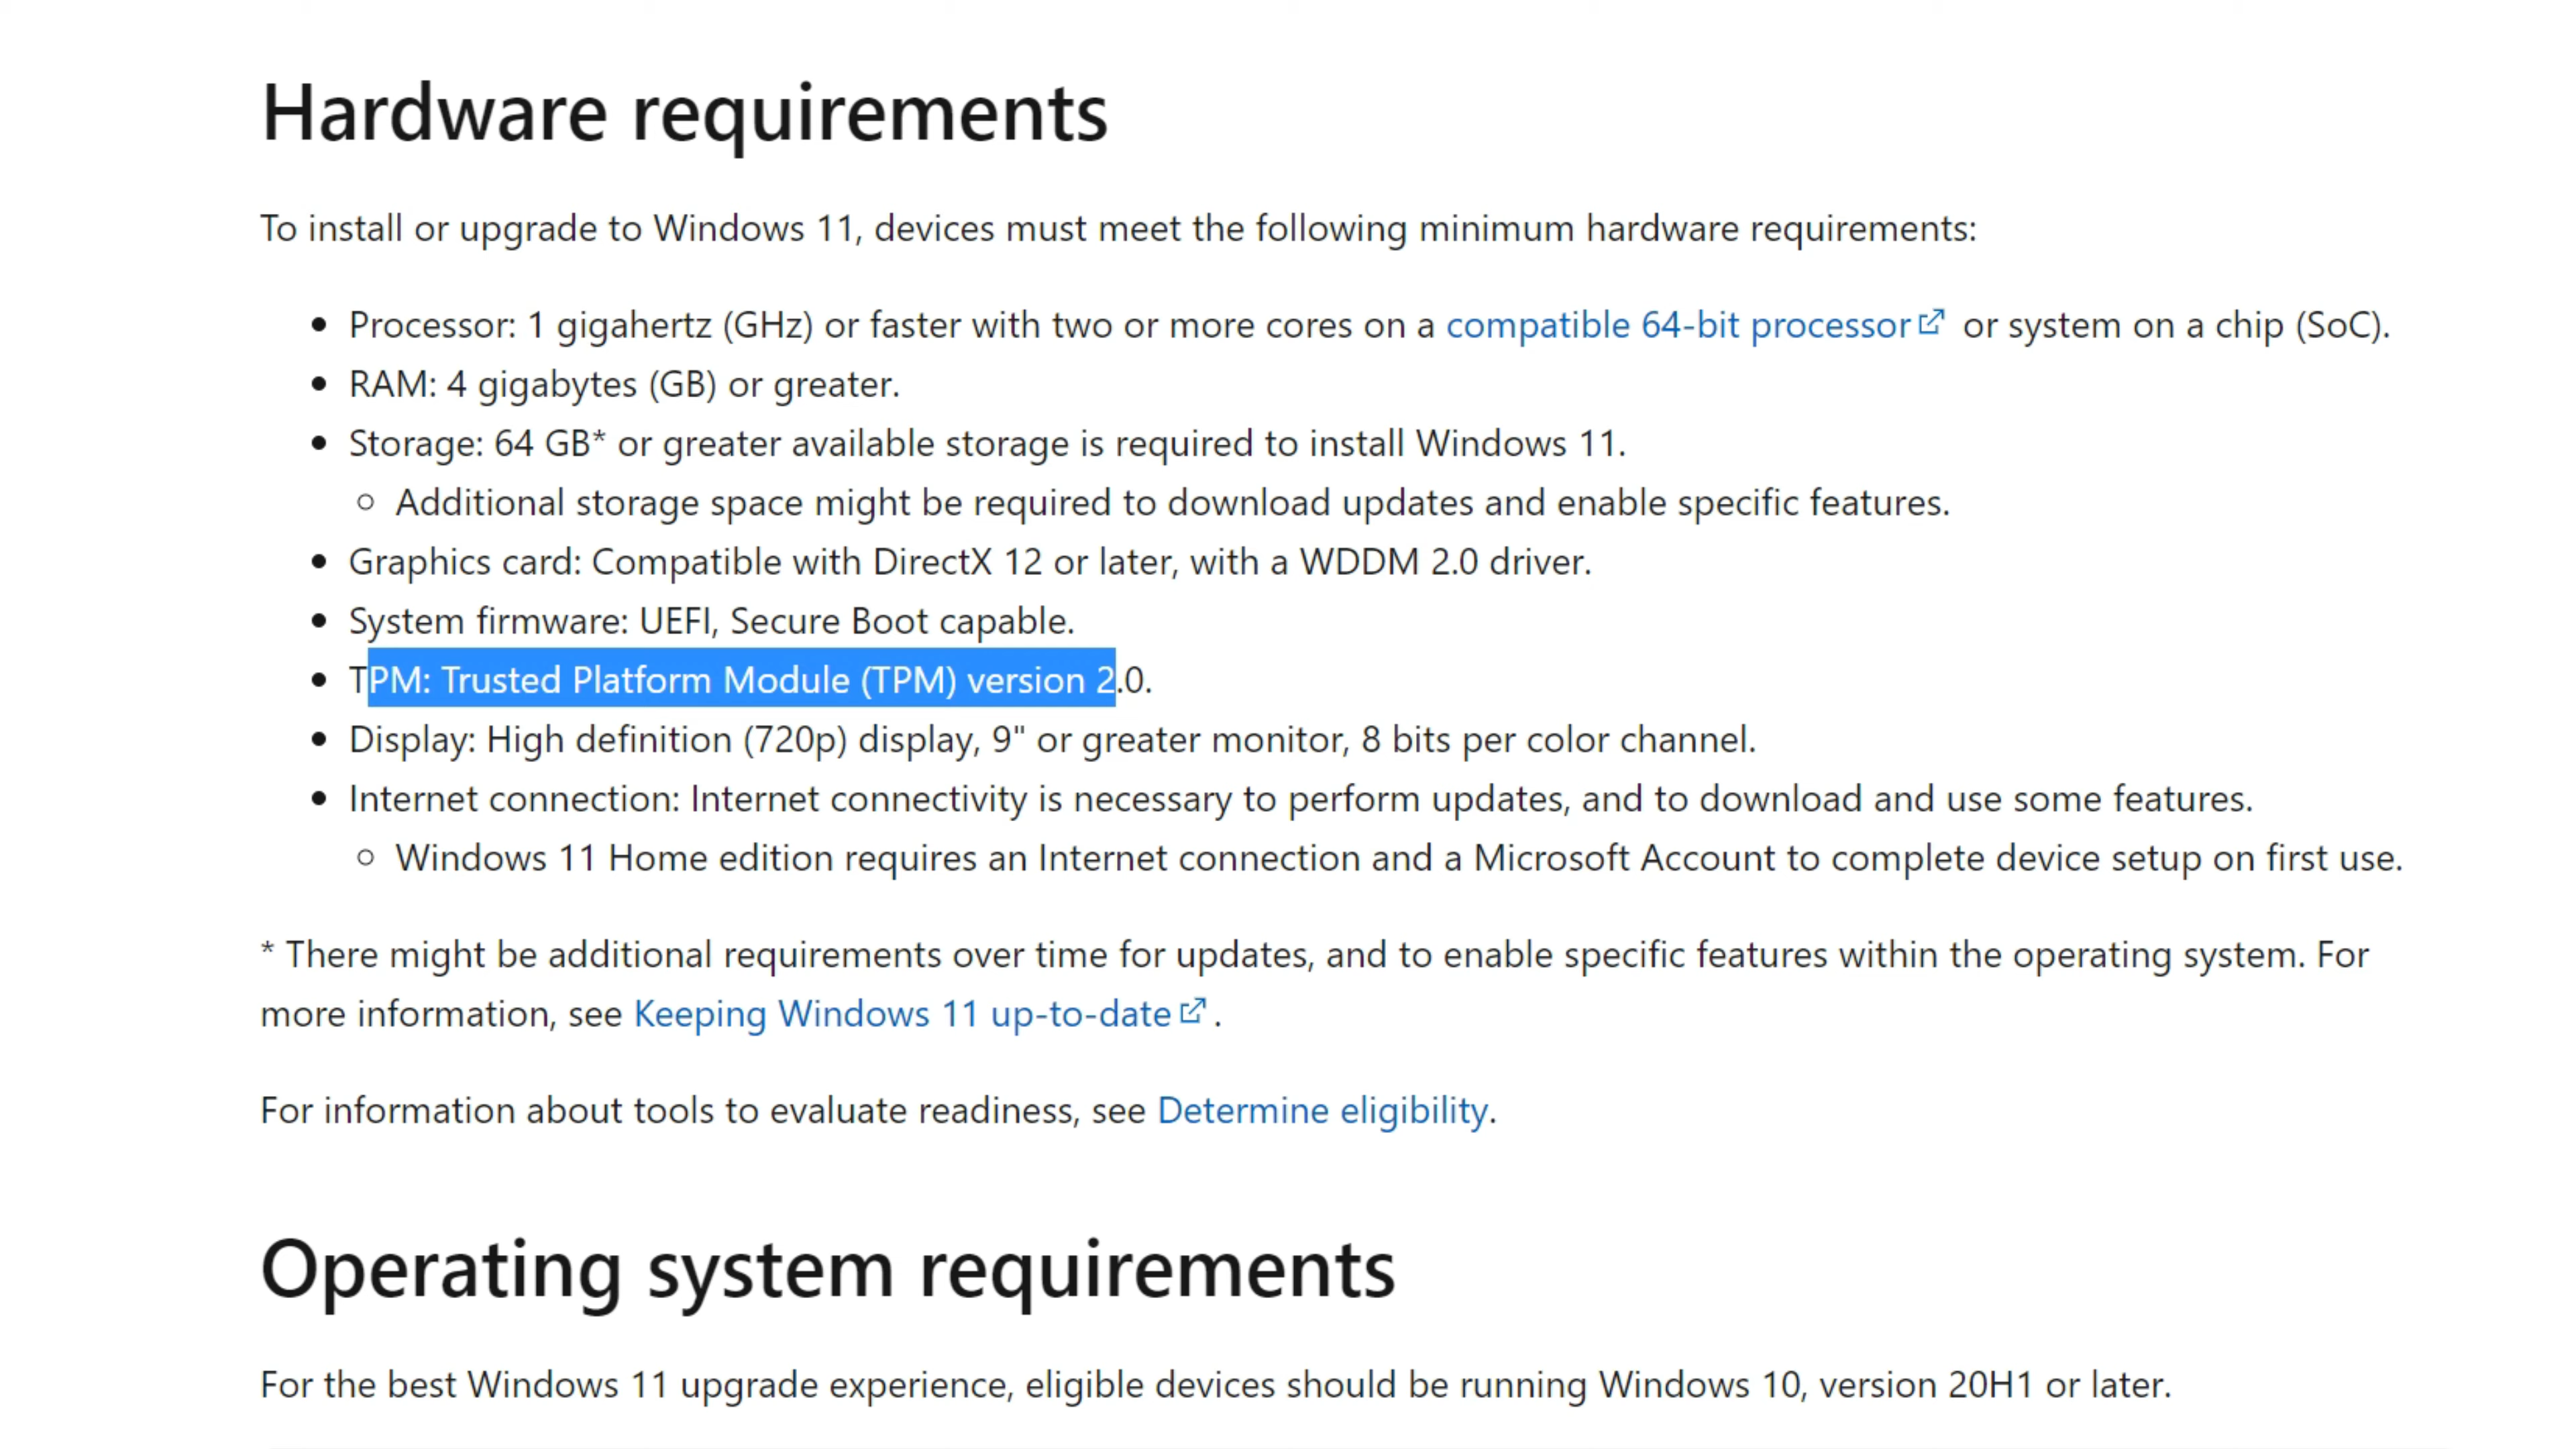 Hardware requirements
To install or upgrade to Windows 11, devices must meet the following minimum hardware requirements:
• Processor: 1 gigahertz (GHz) or faster with two or more cores on a compatible 64-bit processor or system on a chip (SoC).
• RAM: 4 gigabytes (GB) or greater.
• Storage: 64 GB* or greater available storage is required to install Windows 11.
○ Additional storage space might be required to download updates and enable specific features.
• Graphics card: Compatible with DirectX 12 or later, with a WDDM 2.0 driver.
• System firmware: UEFI, Secure Boot capable.
• TPM: Trusted Platform Module (TPM) version 2.0.
• Display: High definition (720p) display, 9" or greater monitor, 8 bits per color channel.
• Internet connection: Internet connectivity is necessary to perform updates, and to download and use some features.
○ Windows 11 Home edition requires an Internet connection and a Microsoft Account to complete device setup on first use.
* There might be additional requirements over time for updates, and to enable specific features within the operating system. For
more information, see Keeping Windows 11 up-to-date.
For information about tools to evaluate readiness, see Determine eligibility.
Operating system requirements
For the best Windows 11 upgrade experience, eligible devices should be running Windows 10, version 20H1 or later.